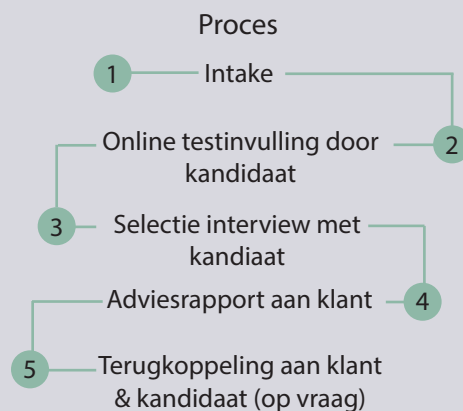 Proces
1 Intake
2
Online testinvulling door
kandidaat
3 Selectie interview met
kandiaat
Adviesrapport aan klant 4
5 Terugkoppeling aan klant
& kandidaat (op vraag)